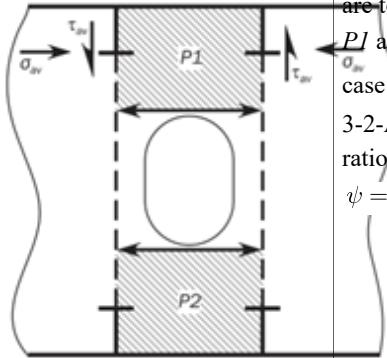 τav
σav
P1
τav
σav
P2
are to
P1 a
case
3-2-
ratio
ψ =